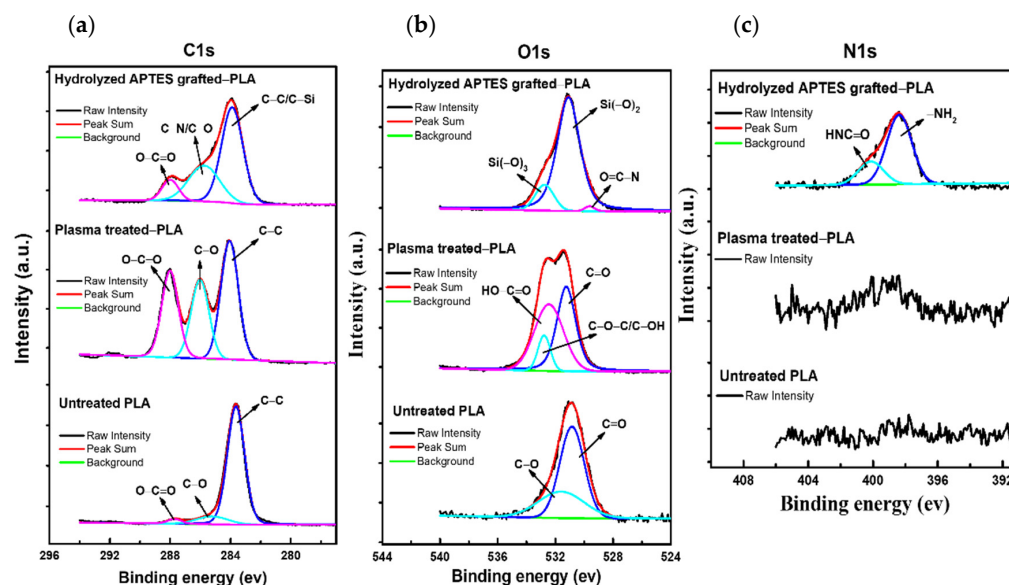 (a)
C1s
Intensity (a.u.)
Hydrolyzed APTES grafted–PLA
Raw Intensity
Peak Sum
Background
C–C/C–Si
C N/C O
O–C=O
Plasma treated–PLA
Raw Intensity
Peak Sum
Background
C–C
C–O
O–C–O
Untreated PLA
Raw Intensity
Peak Sum
Background
C–C
C–O
O–C=O
296 292 288 284 280
Binding energy (ev)
(b)
O1s
Intensity (a.u.)
Hydrolyzed APTES grafted–PLA
Raw Intensity
Peak Sum
Background
Si(–O)2
Si(–O)3
O=C–N
Plasma treated–PLA
Raw Intensity
Peak Sum
Background
HO C=O
C–O
C–O–C/C–OH
Untreated PLA
Raw Intensity
Peak Sum
Background
C=O
C–O
544 540 536 532 528 524
Binding energy (ev)
(c)
N1s
Intensity (a.u.)
Hydrolyzed APTES grafted–PLA
Raw Intensity
Peak Sum
Background
–NH2
HNC=O
Plasma treated–PLA
Raw Intensity
Untreated PLA
Raw Intensity
408 404 400 396 392
Binding energy (ev)